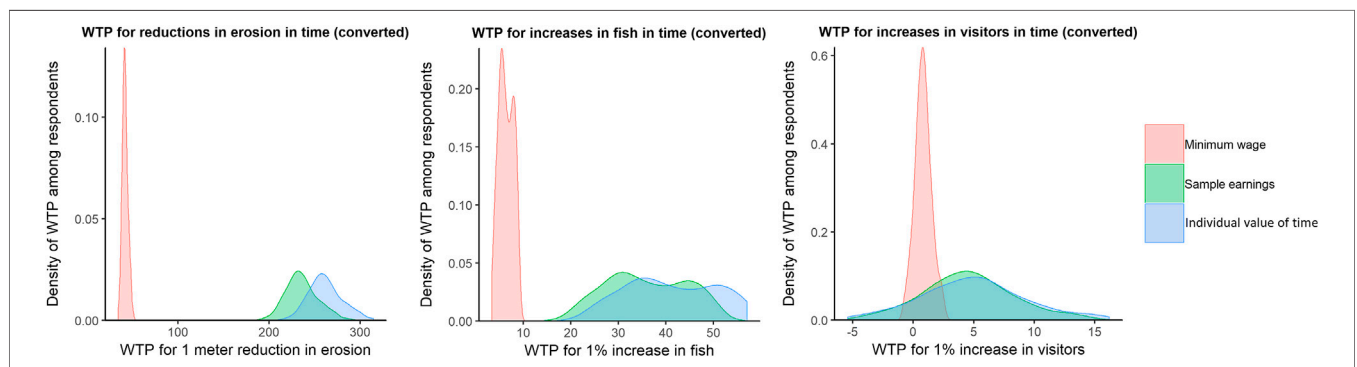 WTP for reductions in erosion in time (converted)
Density of WTP among respondents
0.10
0.05
0.00
100
200
300
WTP for 1 meter reduction in erosion
WTP for increases in fish in time (converted)
Density of WTP among respondents
0.20
0.15
0.10
0.05
0.00
10
20
30
40
50
WTP for 1% increase in fish
WTP for increases in visitors in time (converted)
Density of WTP among respondents
0.6
0.4
0.2
0.0
-5
0
5
10
15
WTP for 1% increase in visitors
Minimum wage
Sample earnings
Individual value of time